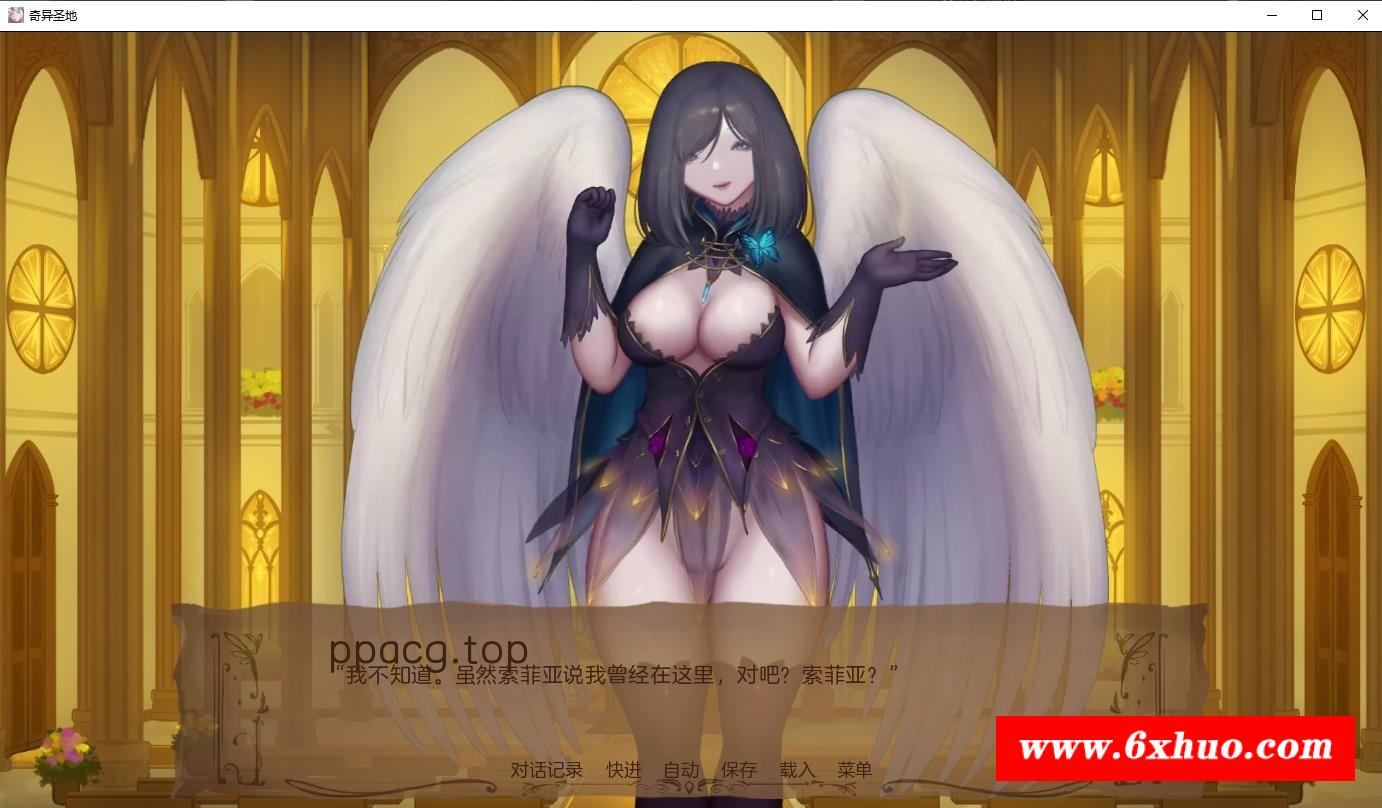 奇异圣地
ppacg.top
“我不知道。虽然索菲亚说我曾经在这里，对吧？索菲亚？”
www.6xhuo.com
对话记录 快进 自动 保存 载入 菜单